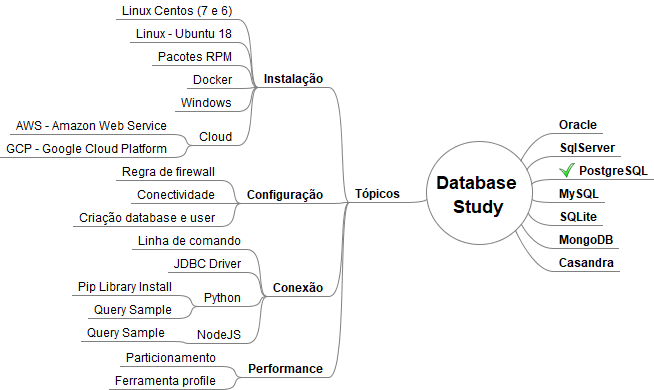 Linux Centos (7 e 6)
Linux - Ubuntu 18
Pacotes RPM
Docker
Windows
Instalação
AWS - Amazon Web Service
GCP - Google Cloud Platform
Cloud
Regra de firewall
Conectividade
Criação database e user
Configuração
Tópicos
Linha de comando
JDBC Driver
Pip Library Install
Query Sample
Python
Query Sample
NodeJS
Conexão
Particionamento
Ferramenta profile
Performance
Database
Study
Oracle
SqlServer
PostgreSQL
MySQL
SQLite
MongoDB
Casandra